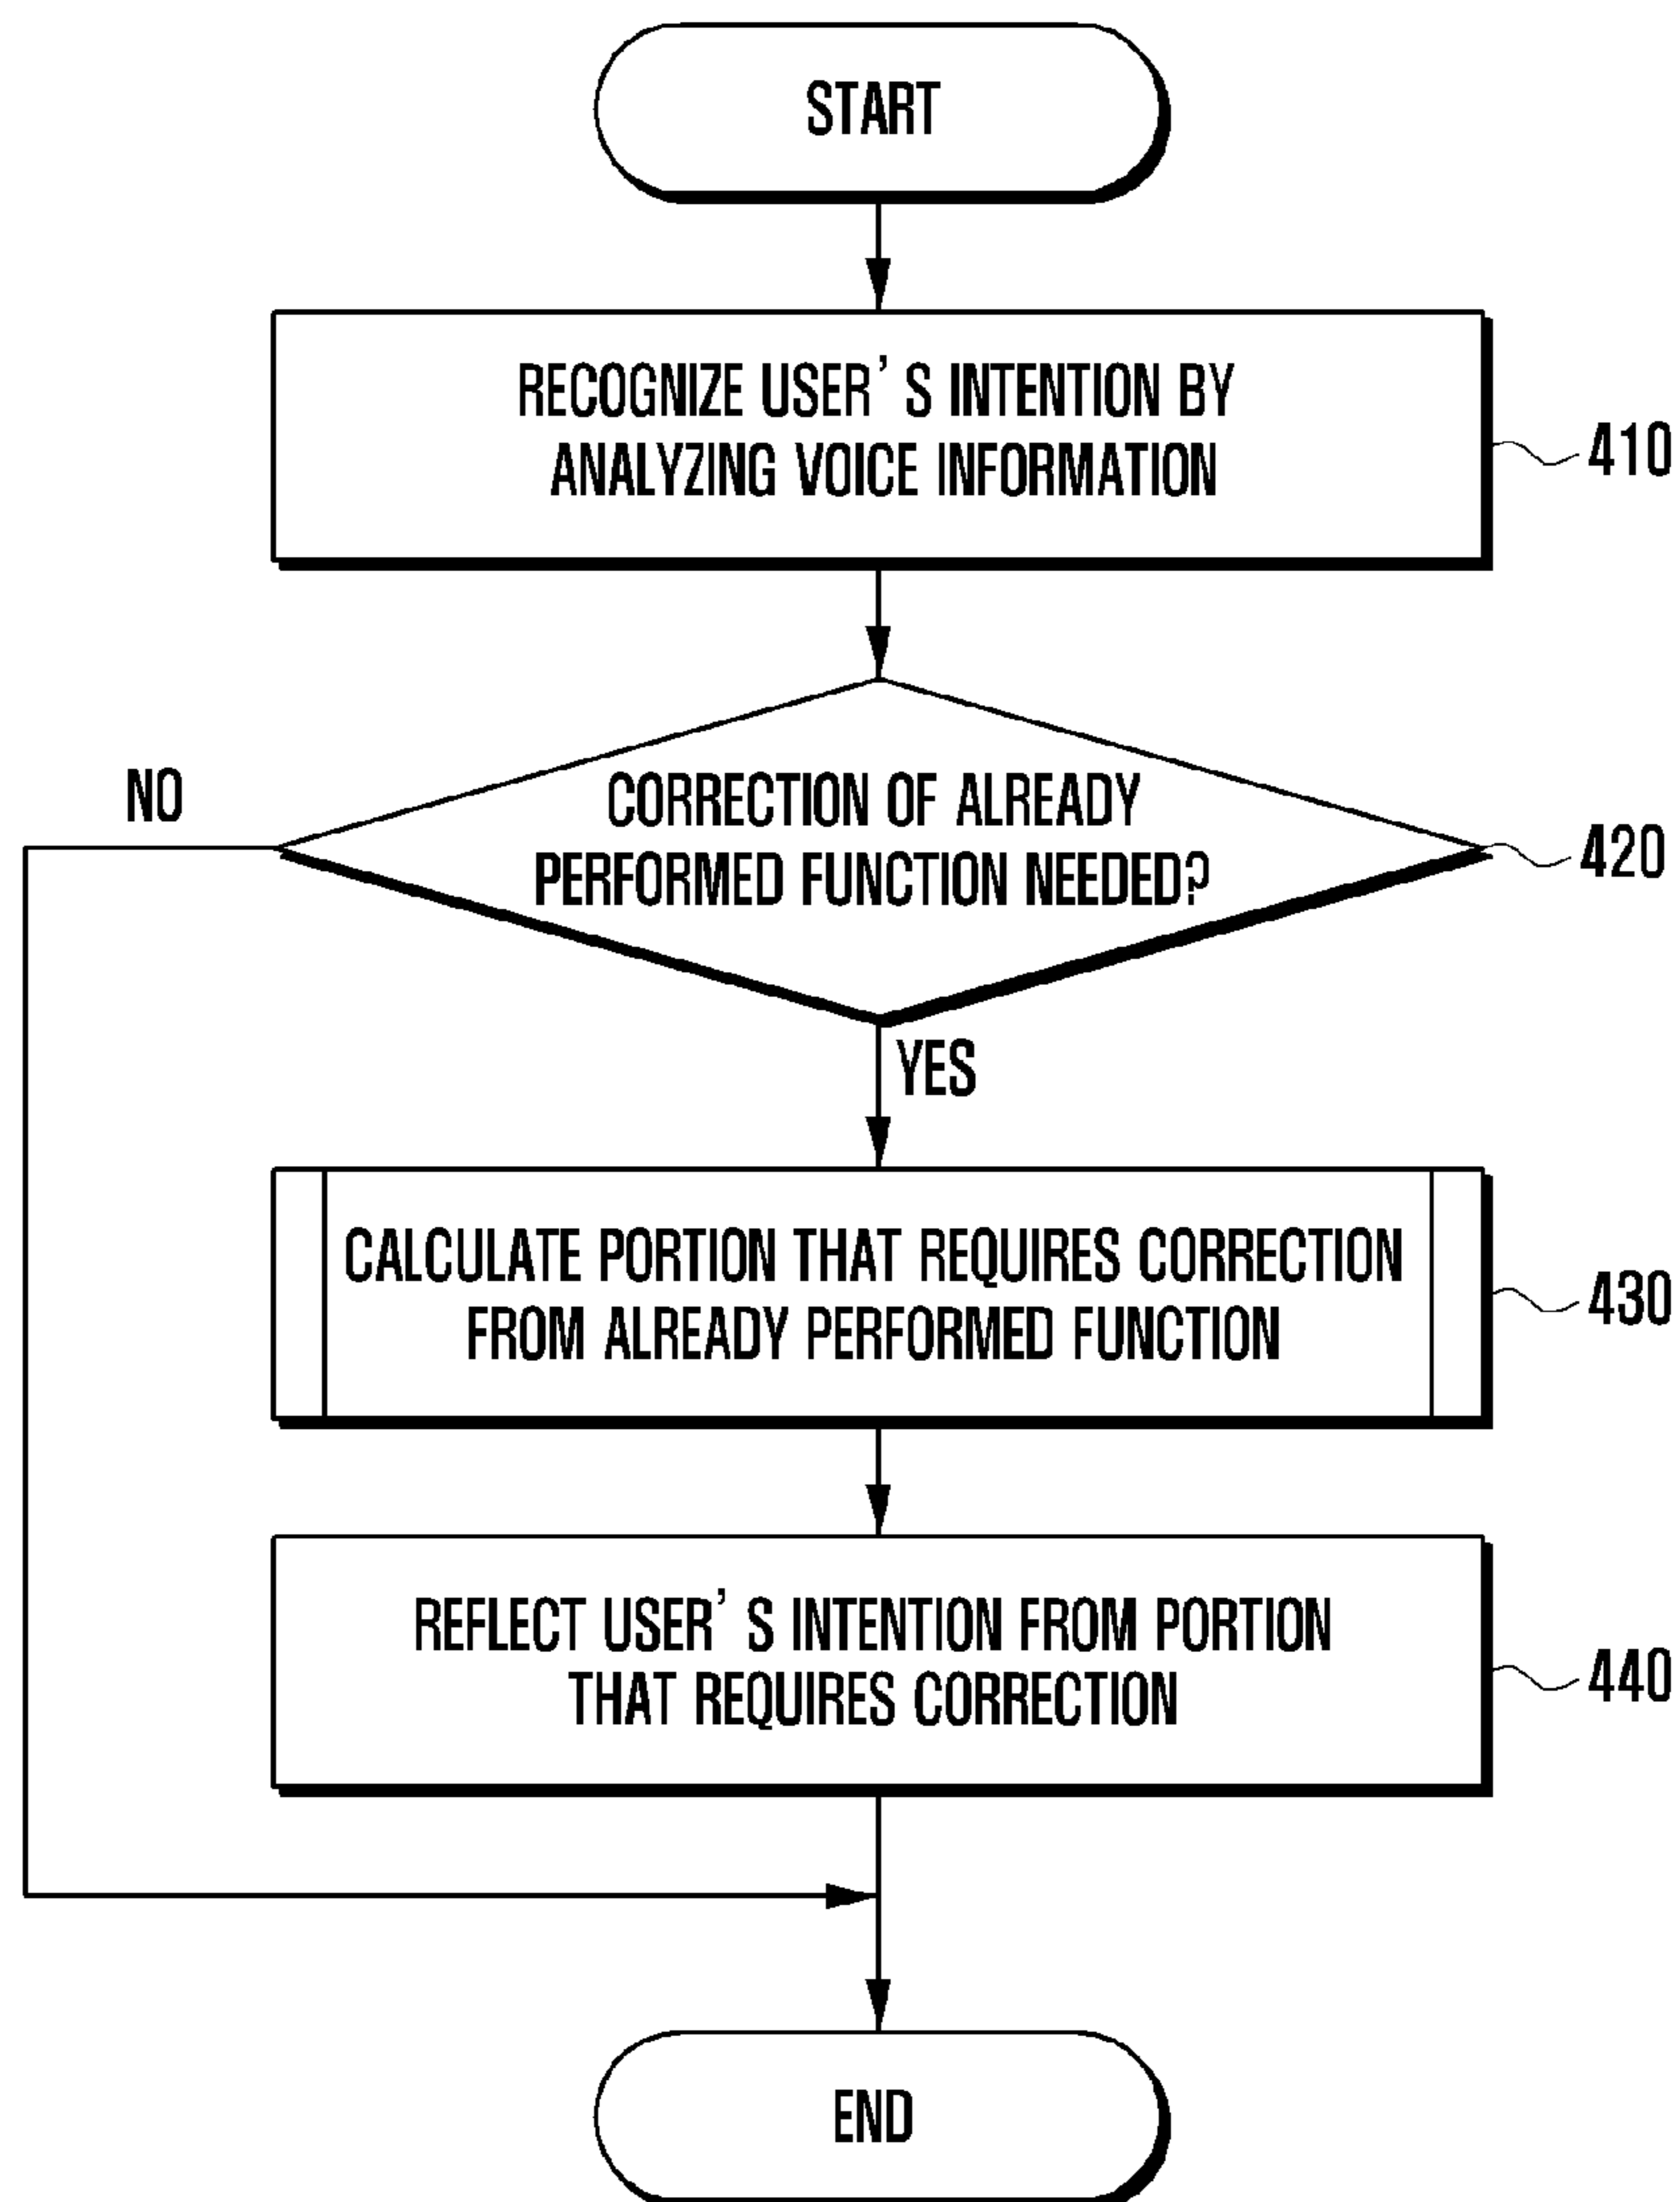 START
RECOGNIZE USER'S INTENTION BY
ANALYZING VOICE INFORMATION
410
NO
CORRECTION OF ALREADY
PERFORMED FUNCTION NEEDED?
420
YES
CALCULATE PORTION THAT REQUIRES CORRECTION
FROM ALREADY PERFORMED FUNCTION
430
REFLECT USER'S INTENTION FROM PORTION
THAT REQUIRES CORRECTION
440
END